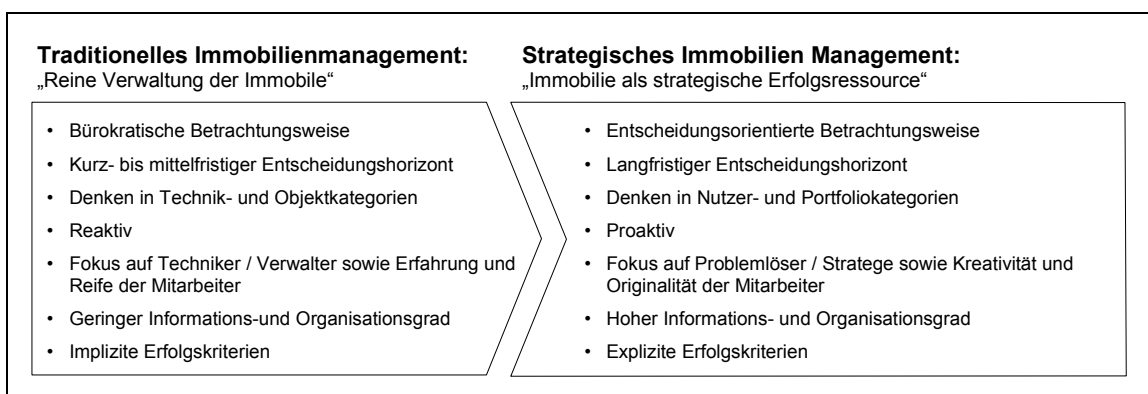 Traditionelles Immobilienmanagement:
„Reine Verwaltung der Immobile“
• Bürokratische Betrachtungsweise
• Kurz- bis mittelfristiger Entscheidungshorizont
• Denken in Technik- und Objektkategorien
• Reaktiv
• Fokus auf Techniker / Verwalter sowie Erfahrung und
Reife der Mitarbeiter
• Geringer Informations-und Organisationsgrad
• Implizite Erfolgskriterien
Strategisches Immobilien Management:
„Immobilie als strategische Erfolgsressource“
• Entscheidungsorientierte Betrachtungsweise
• Langfristiger Entscheidungshorizont
• Denken in Nutzer- und Portfoliokategorien
• Proaktiv
• Fokus auf Problemlöser / Stratege sowie Kreativität und
Originalität der Mitarbeiter
• Hoher Informations- und Organisationsgrad
• Explizite Erfolgskriterien